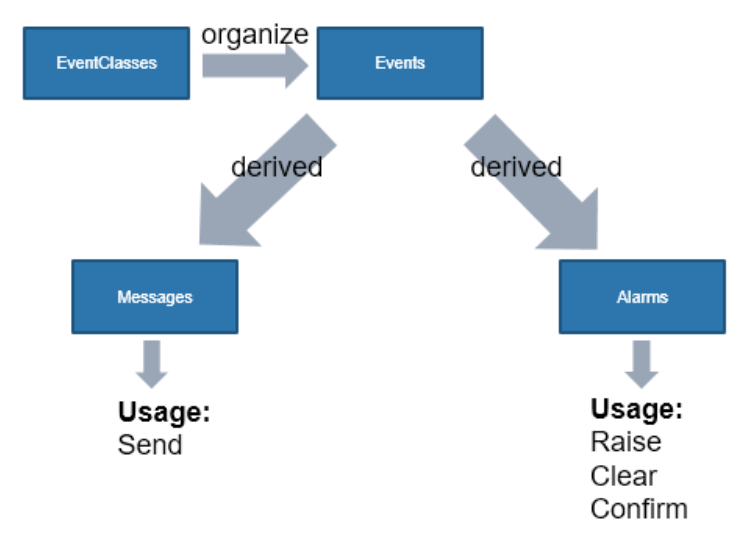 organize
EventClasses
Events
derived
derived
Messages
Alarms
Usage:
Send
Usage:
Raise
Clear
Confirm